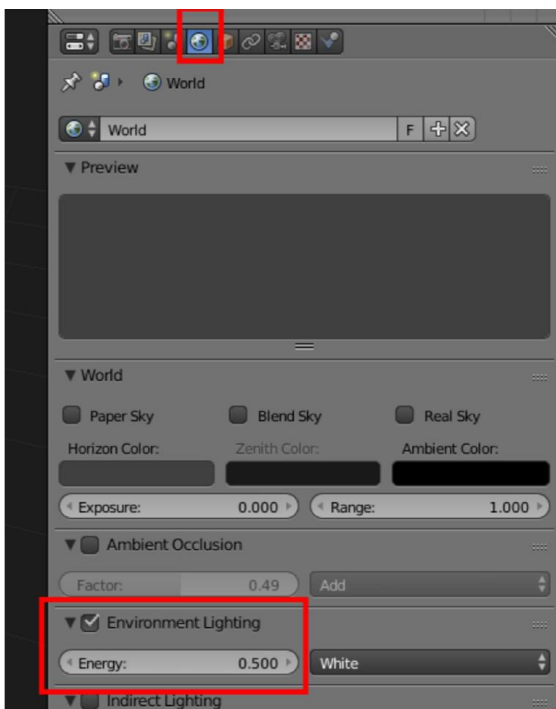 World
World F
Preview
World
Paper Sky Blend Sky Real Sky
Horizon Color: Zenith Color: Ambient Color:
Exposure: 0.000 Range: 1.000
Ambient Occlusion
Factor: 0.49 Add
Environment Lighting
Energy: 0.500 White
Indirect Lighting